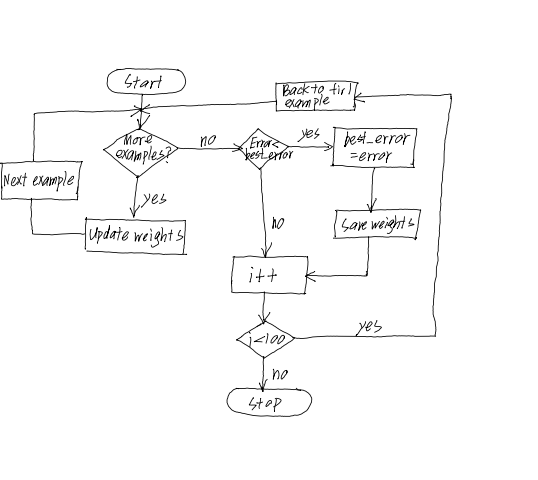 Start
Back to firl
example
More
examples?
no
Error<
best_error
yes
best_error
=error
Next example
yes
Update weights
no
Save weights
i++
i<100
yes
no
Stop